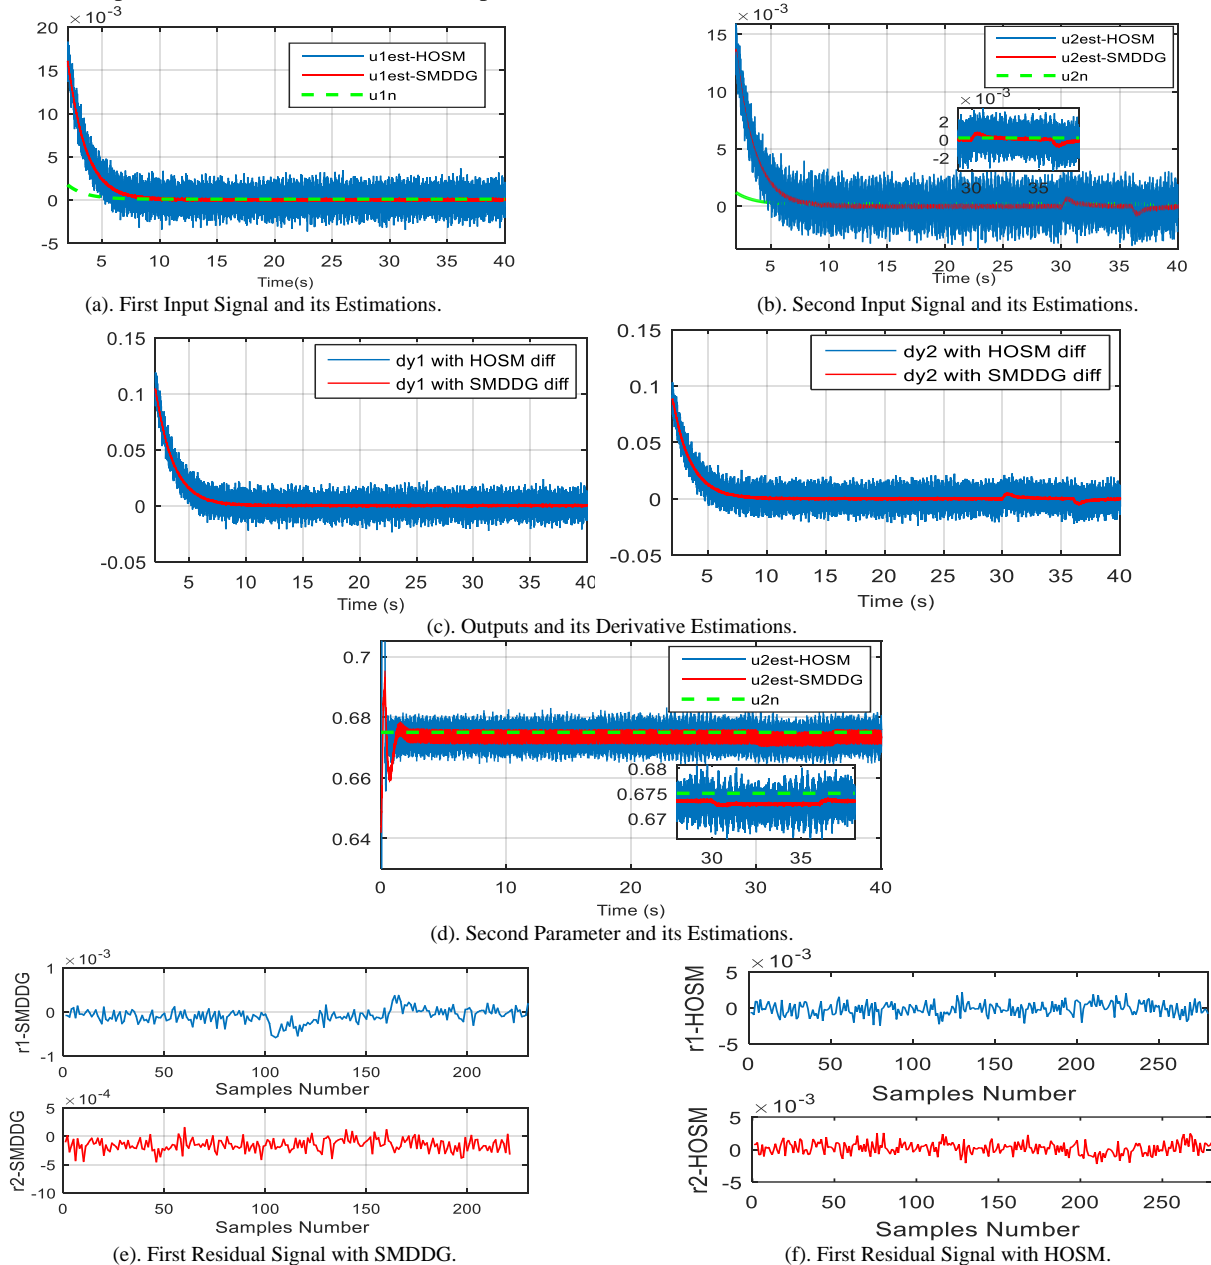 × 10⁻³
20
15
10
5
0
-5
u1est-HOSM
u1est-SMDDG
u1n
5 10 15 20 25 30 35 40
Time(s)
(a). First Input Signal and its Estimations.
× 10⁻³
15
10
5
0
u2est-HOSM
u2est-SMDDG
u2n
× 10⁻³
2
0
-2
30 35
5 10 15 20 25 30 35 40
Time (s)
(b). Second Input Signal and its Estimations.
0.15
0.1
0.05
0
-0.05
dy1 with HOSM diff
dy1 with SMDDG diff
5 10 15 20 25 30 35 40
Time (s)
0.15
0.1
0.05
0
-0.05
dy2 with HOSM diff
dy2 with SMDDG diff
5 10 15 20 25 30 35 40
Time (s)
(c). Outputs and its Derivative Estimations.
0.7
0.68
0.66
0.64
u2est-HOSM
u2est-SMDDG
u2n
0.68
0.675
0.67
30 35
0 10 20 30 40
Time (s)
(d). Second Parameter and its Estimations.
× 10⁻³
1
0
-1
r1-SMDDG
0 50 100 150 200
Samples Number
× 10⁻⁴
5
0
-5
-10
r2-SMDDG
0 50 100 150 200
Samples Number
(e). First Residual Signal with SMDDG.
× 10⁻³
5
0
-5
r1-HOSM
0 50 100 150 200 250
Samples Number
× 10⁻³
5
0
-5
r2-HOSM
0 50 100 150 200 250
Samples Number
(f). First Residual Signal with HOSM.